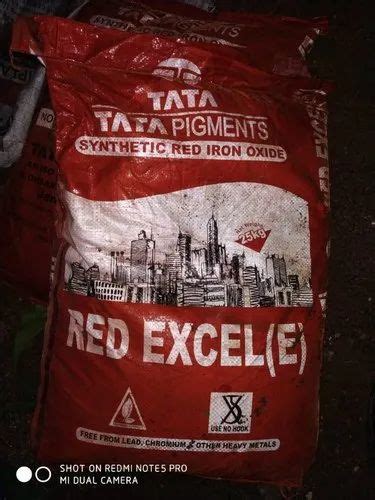 TATA
TATA PIGMENTS
SYNTHETIC RED IRON OXIDE
25kg
RED EXCEL(E)
USE NO HOOK
FREE FROM LEAD, CHROMIUM & OTHER HEAVY METALS
SHOT ON REDMI NOTE5 PRO
MI DUAL CAMERA